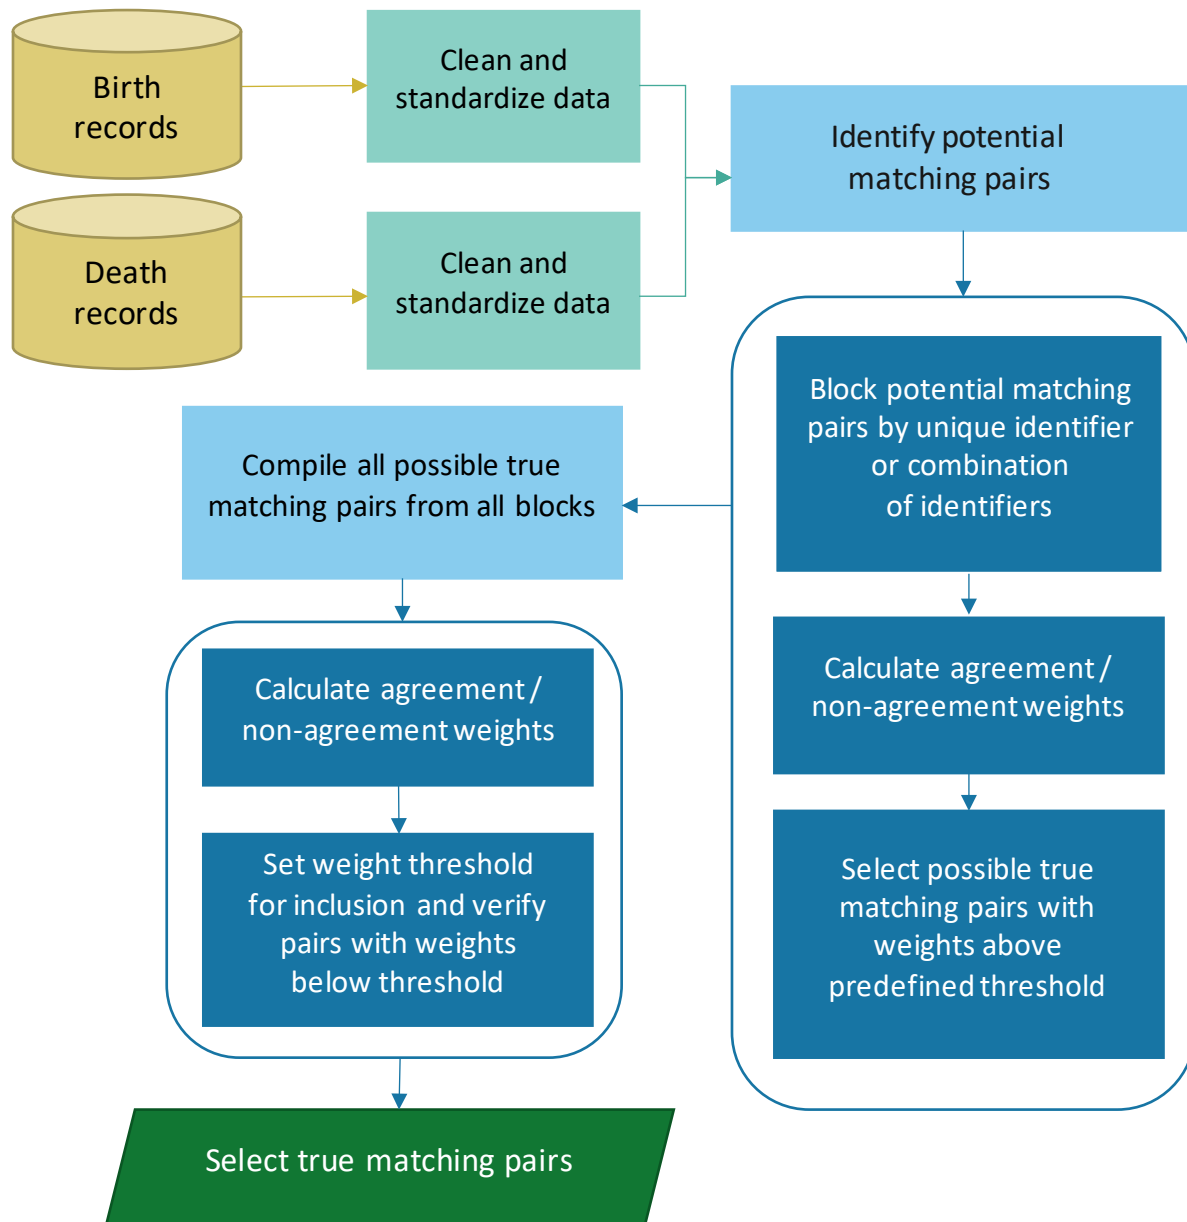 Birth
records
Clean and
standardize data
Identify potential
matching pairs
Death
records
Clean and
standardize data
Block potential matching
pairs by unique identifier
or combination
of identifiers
Calculate agreement /
non-agreement weights
Select possible true
matching pairs with
weights above
predefined threshold
Compile all possible true
matching pairs from all blocks
Calculate agreement /
non-agreement weights
Set weight threshold
for inclusion and verify
pairs with weights
below threshold
Select true matching pairs